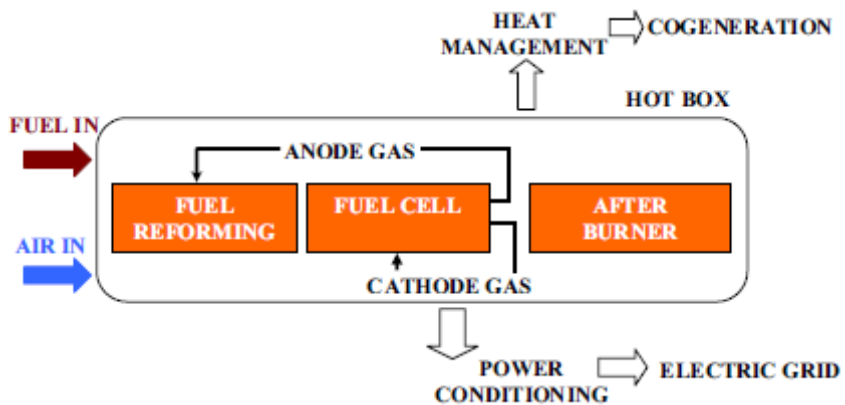 HEAT
MANAGEMENT
COGENERATION
HOT BOX
FUEL IN
ANODE GAS
FUEL
REFORMING
FUEL CELL
AFTER
BURNER
AIR IN
CATHODE GAS
POWER
CONDITIONING
ELECTRIC GRID